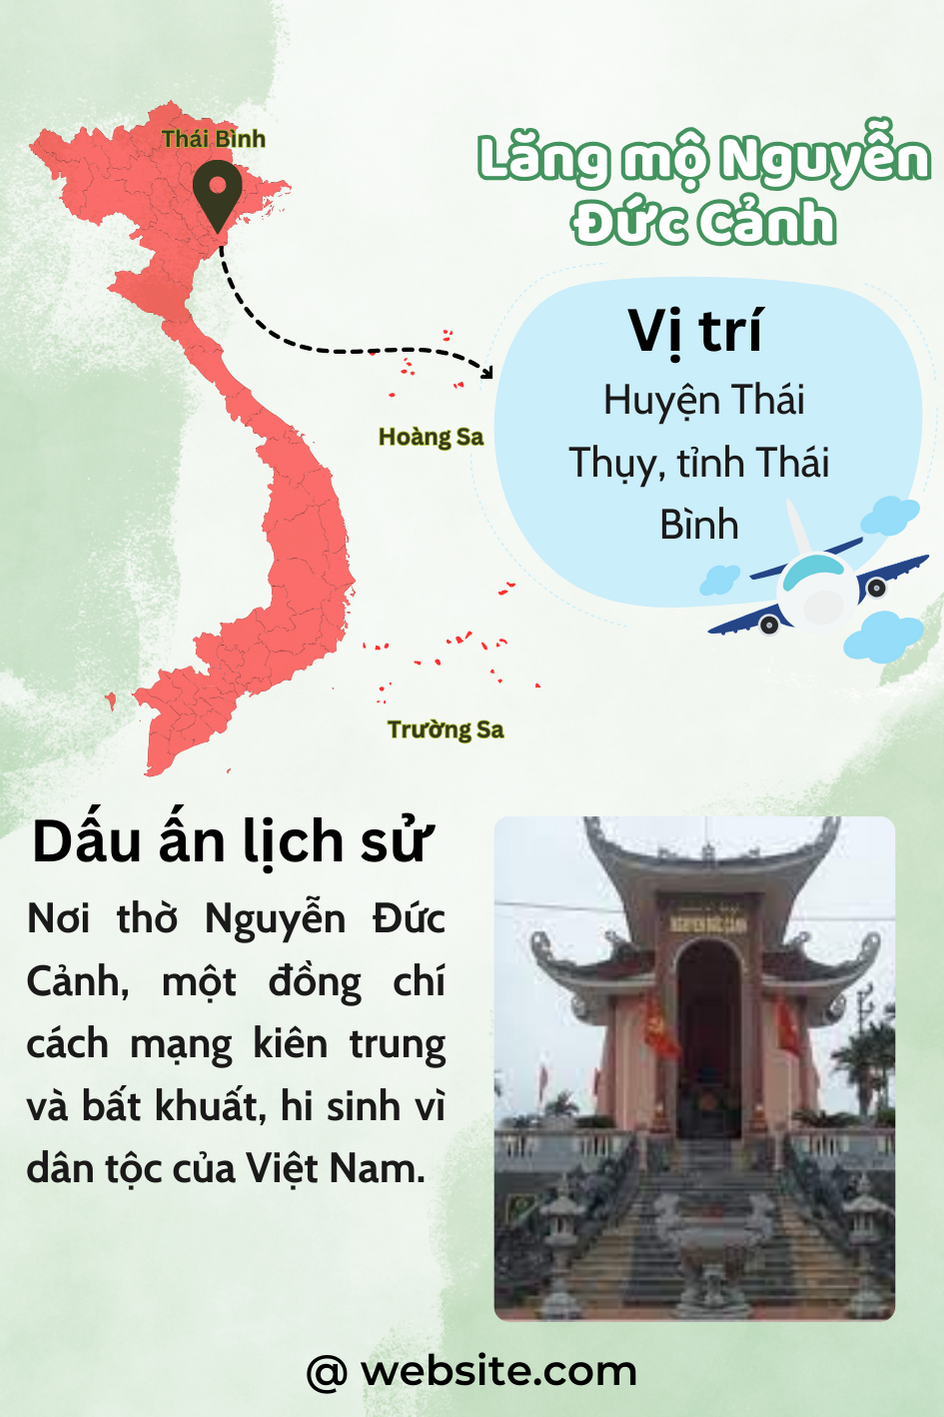 Thái Bình
Lăng mộ Nguyễn
Đức Cảnh
Vị trí
Huyện Thái
Thụy, tỉnh Thái
Bình
Hoàng Sa
Trường Sa
Dấu ấn lịch sử
Nơi thờ Nguyễn Đức
Cảnh, một đồng chí
cách mạng kiên trung
và bất khuất, hi sinh vì
dân tộc của Việt Nam.
NGUYỄN ĐỨC CẢNH
@ website.com